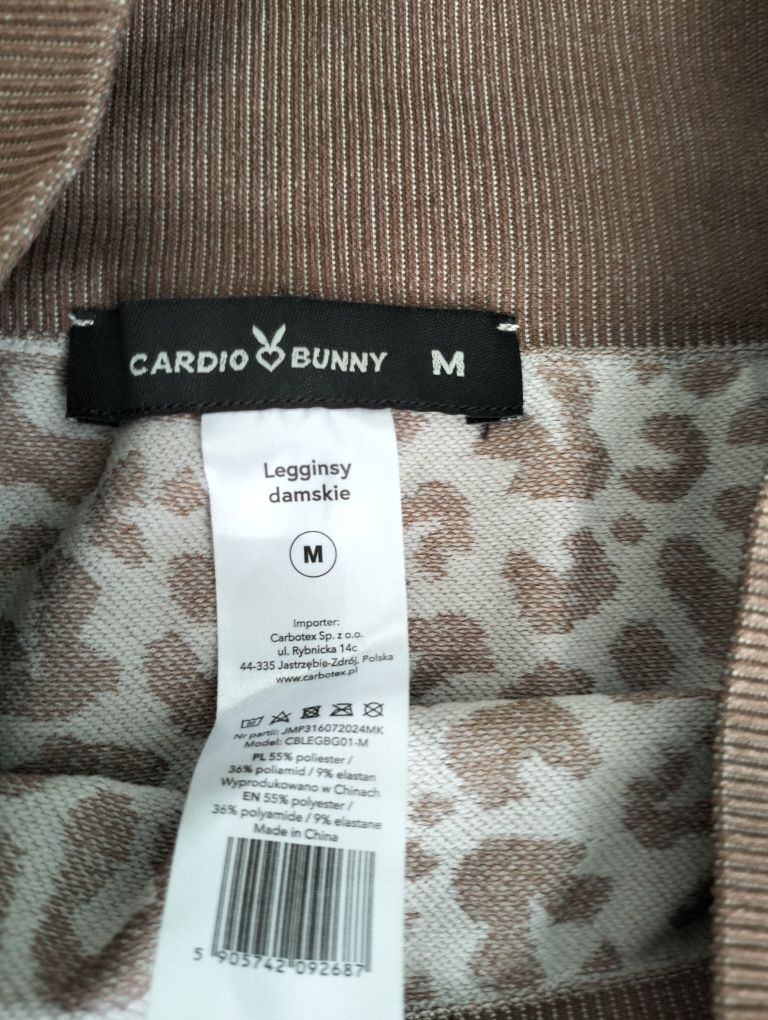 CARDIO BUNNY M
Legginsy
damskie
M
Importer:
Carbotex Sp. z o.o.
ul. Rybnicka 14c
44-335 Jastrzębie-Zdrój, Polska
www.carbotex.pl
Nr partii: JMP316072024MK
Model: CBLEGBG01-M
PL 55% poliester /
36% poliamid / 9% elastan
Wyprodukowano w Chinach
EN 55% polyester /
36% polyamide / 9% elastane
Made in China
5 905742 092687